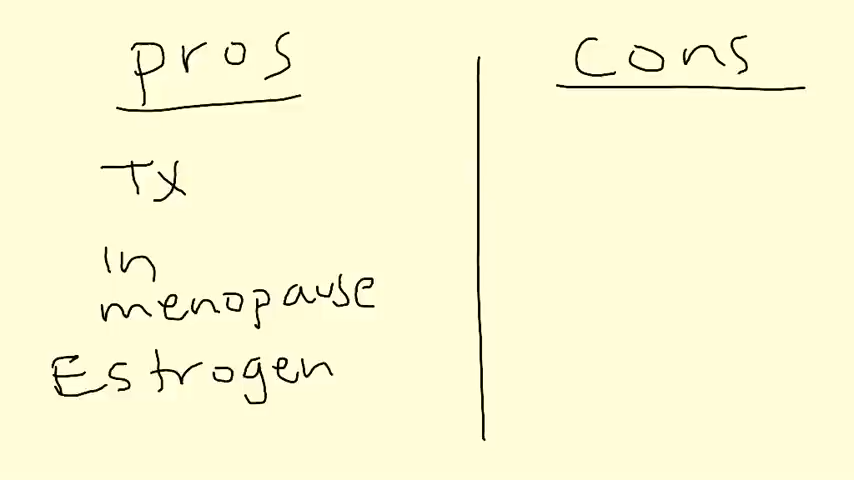 pros
cons
Tx
in
menopause
Estrogen